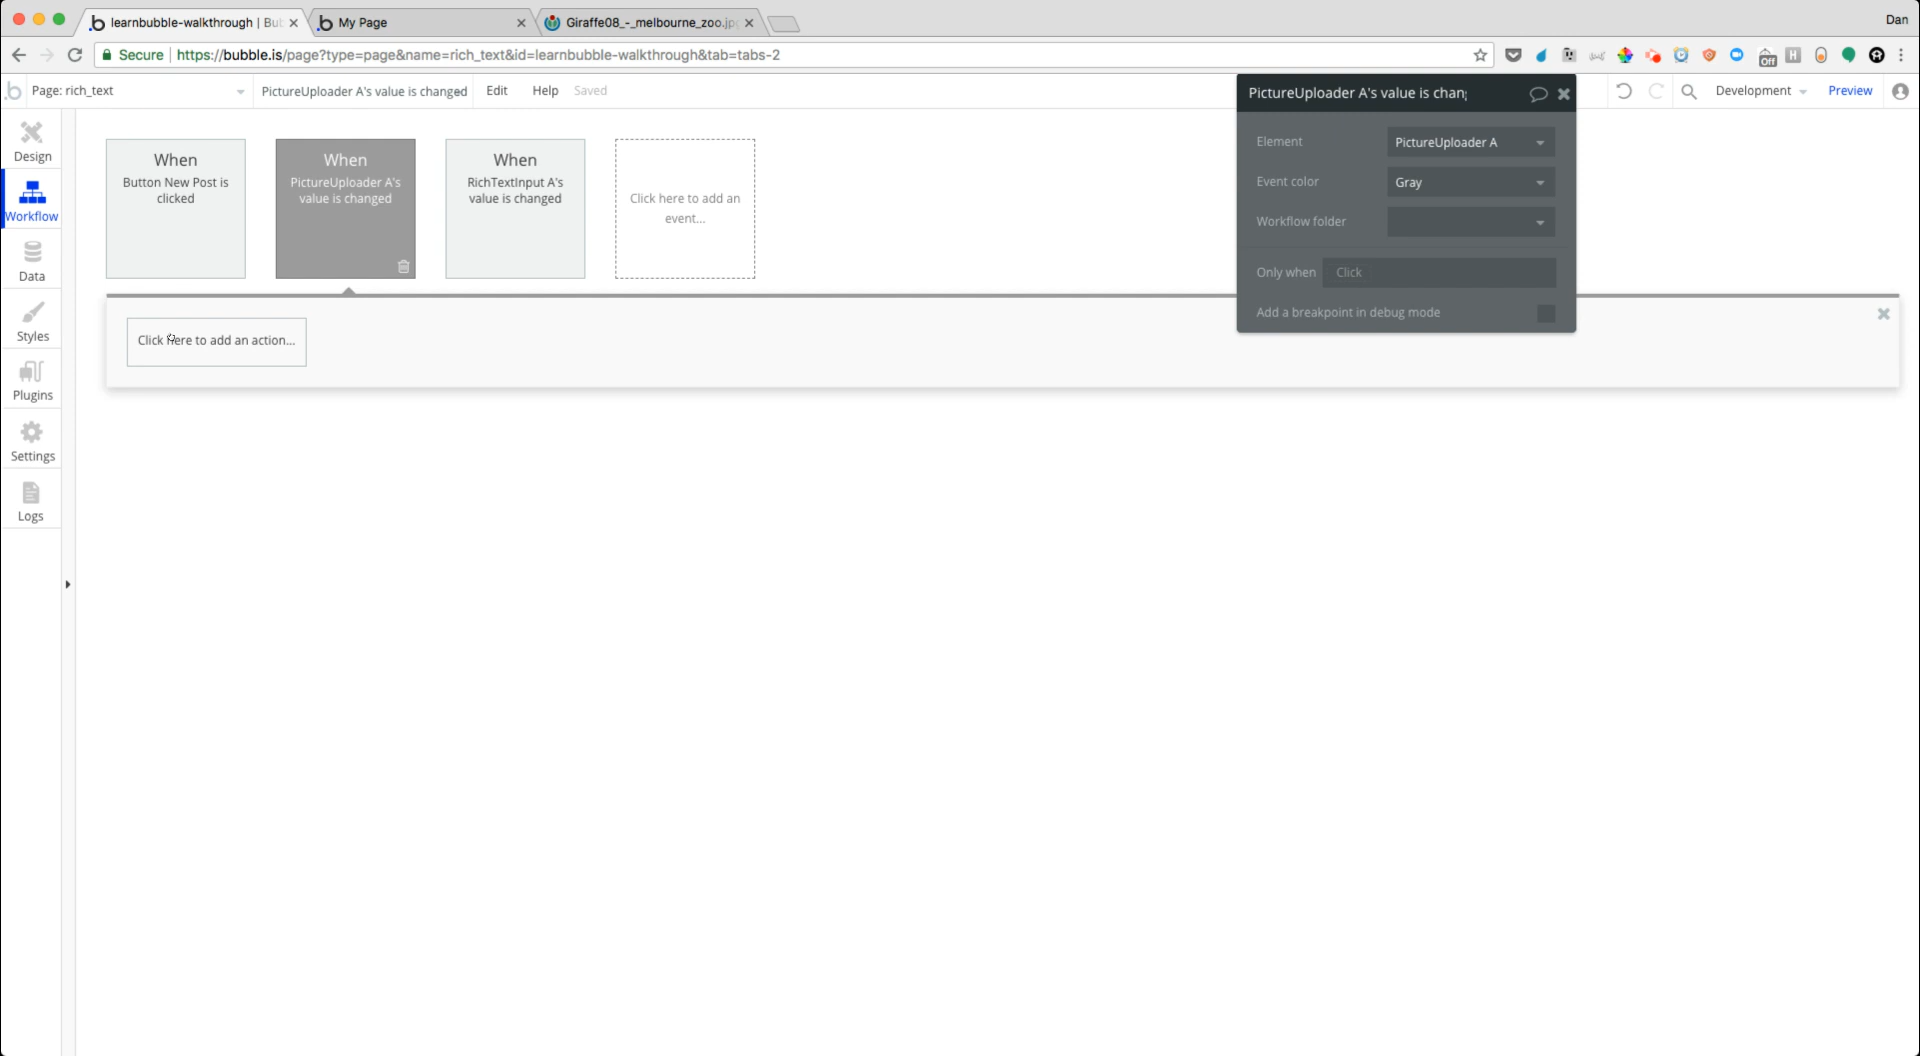 learnbubble-walkthrough | Bu
My Page
Giraffe08_-_melbourne_zoo.jp
Dan
Secure https://bubble.is/page?type=page&name=rich_text&id=learnbubble-walkthrough&tab=tabs-2
Off
H
b Page: rich_text
PictureUploader A's value is changed
Edit
Help
Saved
PictureUploader A's value is chan
Development
Preview
Design
Workflow
Data
Styles
Plugins
Settings
Logs
When
Button New Post is
clicked
When
PictureUploader A's
value is changed
When
RichTextInput A's
value is changed
Click here to add an
event...
Element
PictureUploader A
Event color
Gray
Workflow folder
Only when
Click
Add a breakpoint in debug mode
Click here to add an action...